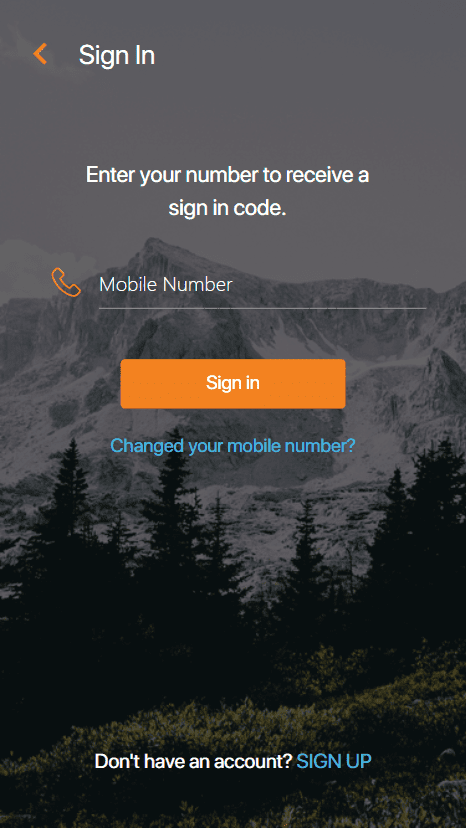 Sign In
Enter your number to receive a
sign in code.
Mobile Number
Sign in
Changed your mobile number?
Don't have an account? SIGN UP